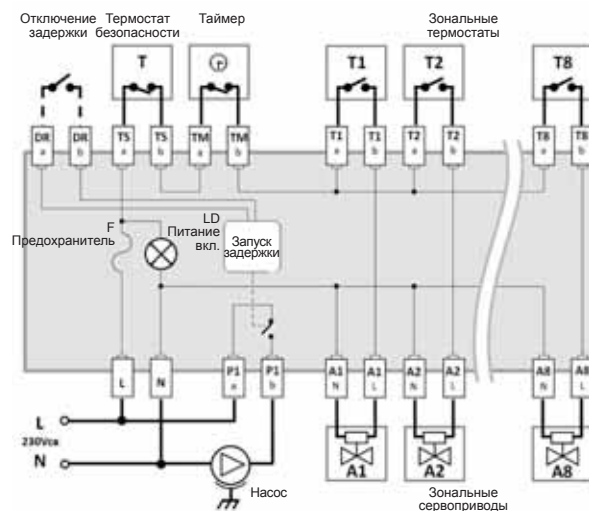 Отключение задержки
Термостат безопасности
Таймер
Зональные термостаты
T
T1
T2
T8
DR a
DR b
TS a
TS b
TM a
TM b
T1 a
T1 b
T2 a
T2 b
T8 a
T8 b
F
Предохранитель
LD
Питание вкл.
Запуск задержки
L
N
P1 a
P1 b
A1 N
A1 L
A2 N
A2 L
A8 N
A8 L
L
230Vca
N
Насос
A1
A2
A8
Зональные сервоприводы